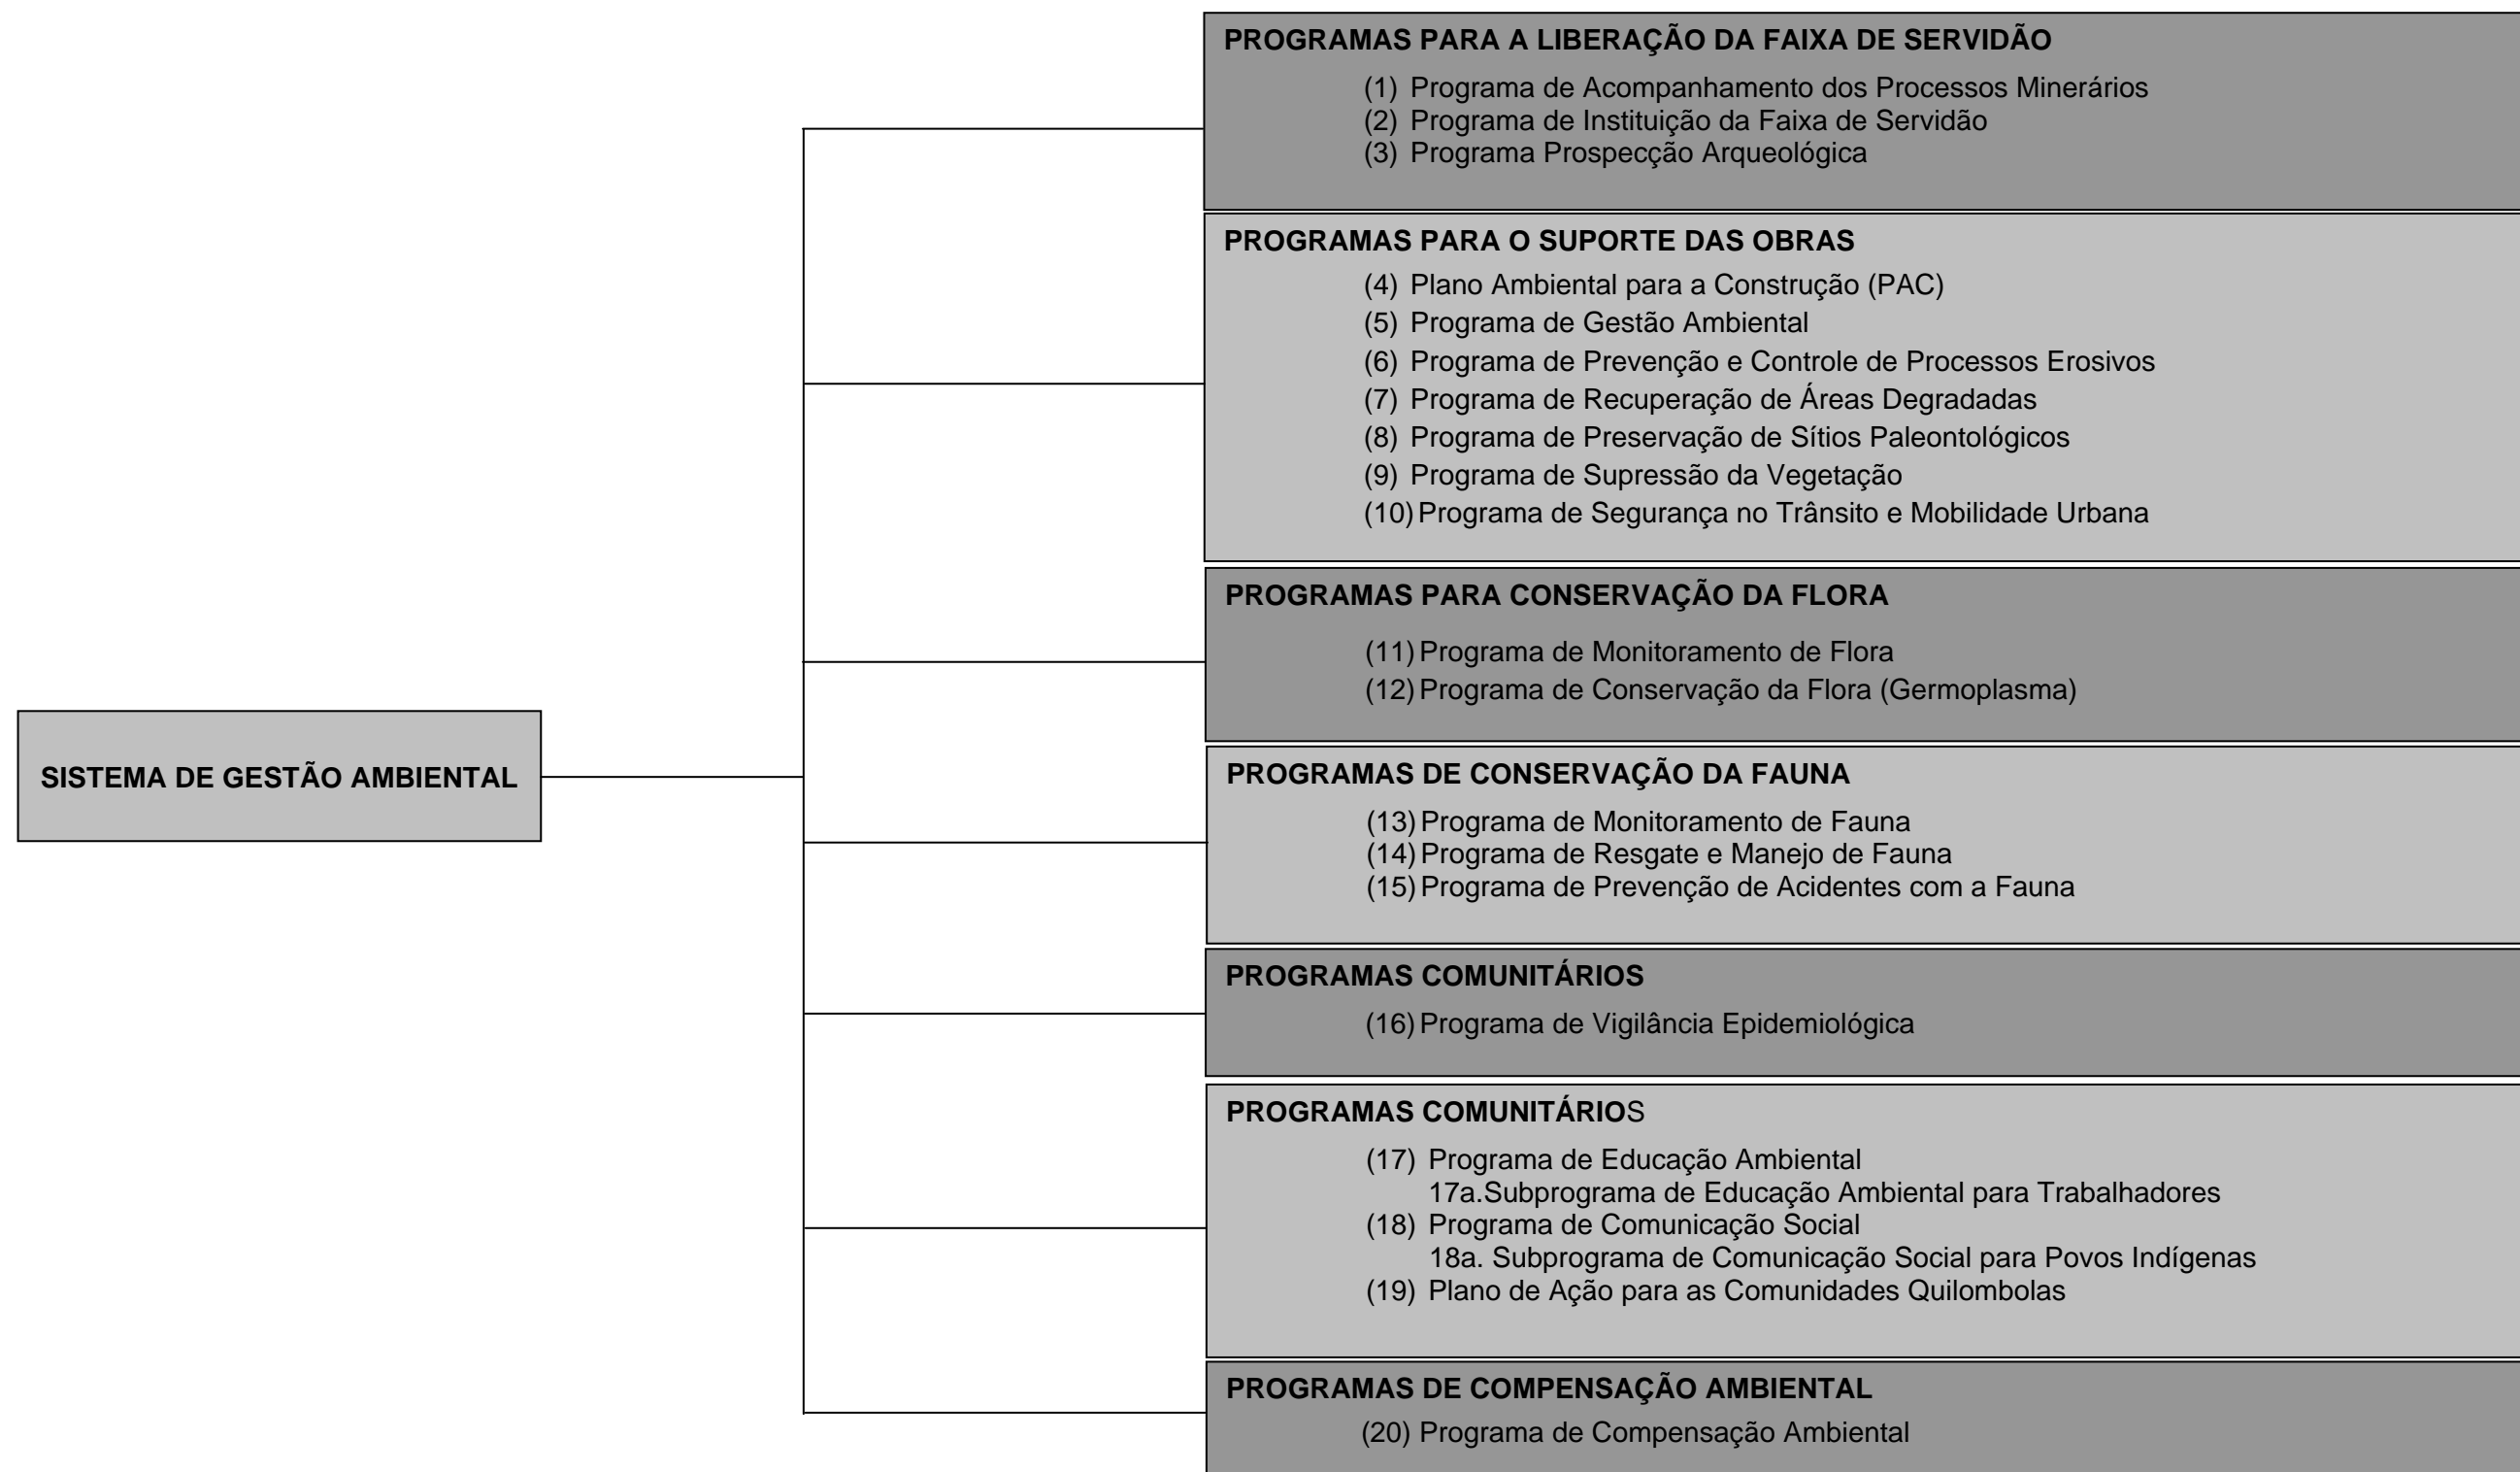 PROGRAMAS PARA A LIBERAÇÃO DA FAIXA DE SERVIDÃO
(1) Programa de Acompanhamento dos Processos Minerários
(2) Programa de Instituição da Faixa de Servidão
(3) Programa Prospecção Arqueológica
PROGRAMAS PARA O SUPORTE DAS OBRAS
(4) Plano Ambiental para a Construção (PAC)
(5) Programa de Gestão Ambiental
(6) Programa de Prevenção e Controle de Processos Erosivos
(7) Programa de Recuperação de Áreas Degradadas
(8) Programa de Preservação de Sítios Paleontológicos
(9) Programa de Supressão da Vegetação
(10) Programa de Segurança no Trânsito e Mobilidade Urbana
PROGRAMAS PARA CONSERVAÇÃO DA FLORA
(11) Programa de Monitoramento de Flora
(12) Programa de Conservação da Flora (Germoplasma)
SISTEMA DE GESTÃO AMBIENTAL
PROGRAMAS DE CONSERVAÇÃO DA FAUNA
(13) Programa de Monitoramento de Fauna
(14) Programa de Resgate e Manejo de Fauna
(15) Programa de Prevenção de Acidentes com a Fauna
PROGRAMAS COMUNITÁRIOS
(16) Programa de Vigilância Epidemiológica
PROGRAMAS COMUNITÁRIOS
(17) Programa de Educação Ambiental
17a.Subprograma de Educação Ambiental para Trabalhadores
(18) Programa de Comunicação Social
18a. Subprograma de Comunicação Social para Povos Indígenas
(19) Plano de Ação para as Comunidades Quilombolas
PROGRAMAS DE COMPENSAÇÃO AMBIENTAL
(20) Programa de Compensação Ambiental